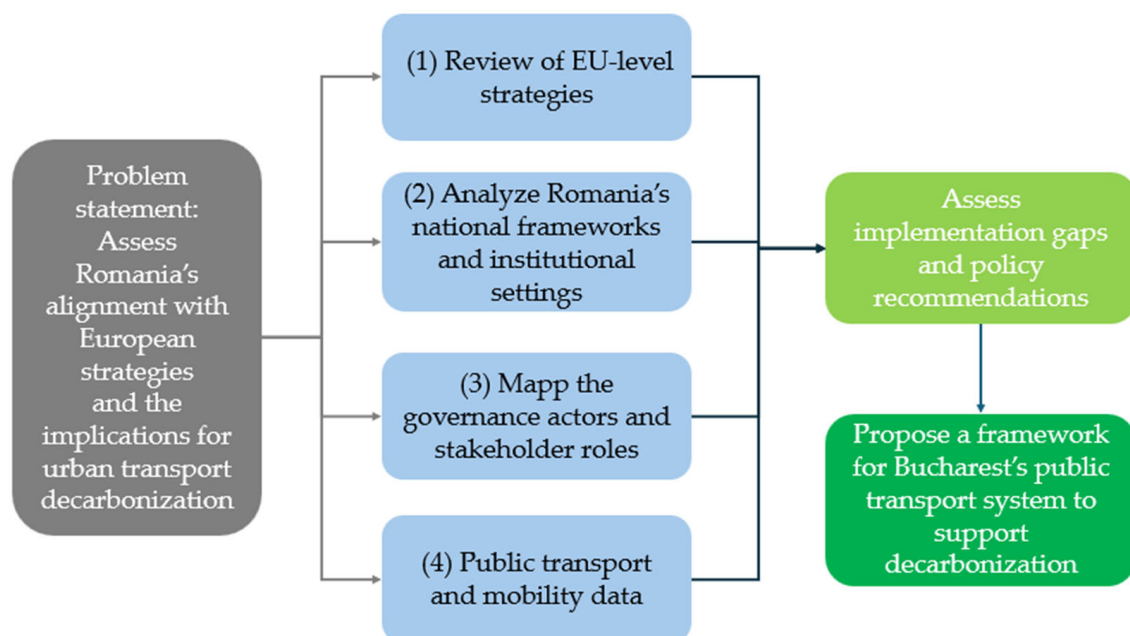 Problem
statement:
Assess
Romania’s
alignment with
European
strategies
and the
implications for
urban transport
decarbonization
(1) Review of EU-level
strategies
(2) Analyze Romania’s
national frameworks
and institutional
settings
(3) Mapp the
governance actors and
stakeholder roles
(4) Public transport
and mobility data
Assess
implementation gaps
and policy
recommendations
Propose a framework
for Bucharest’s public
transport system to
support
decarbonization